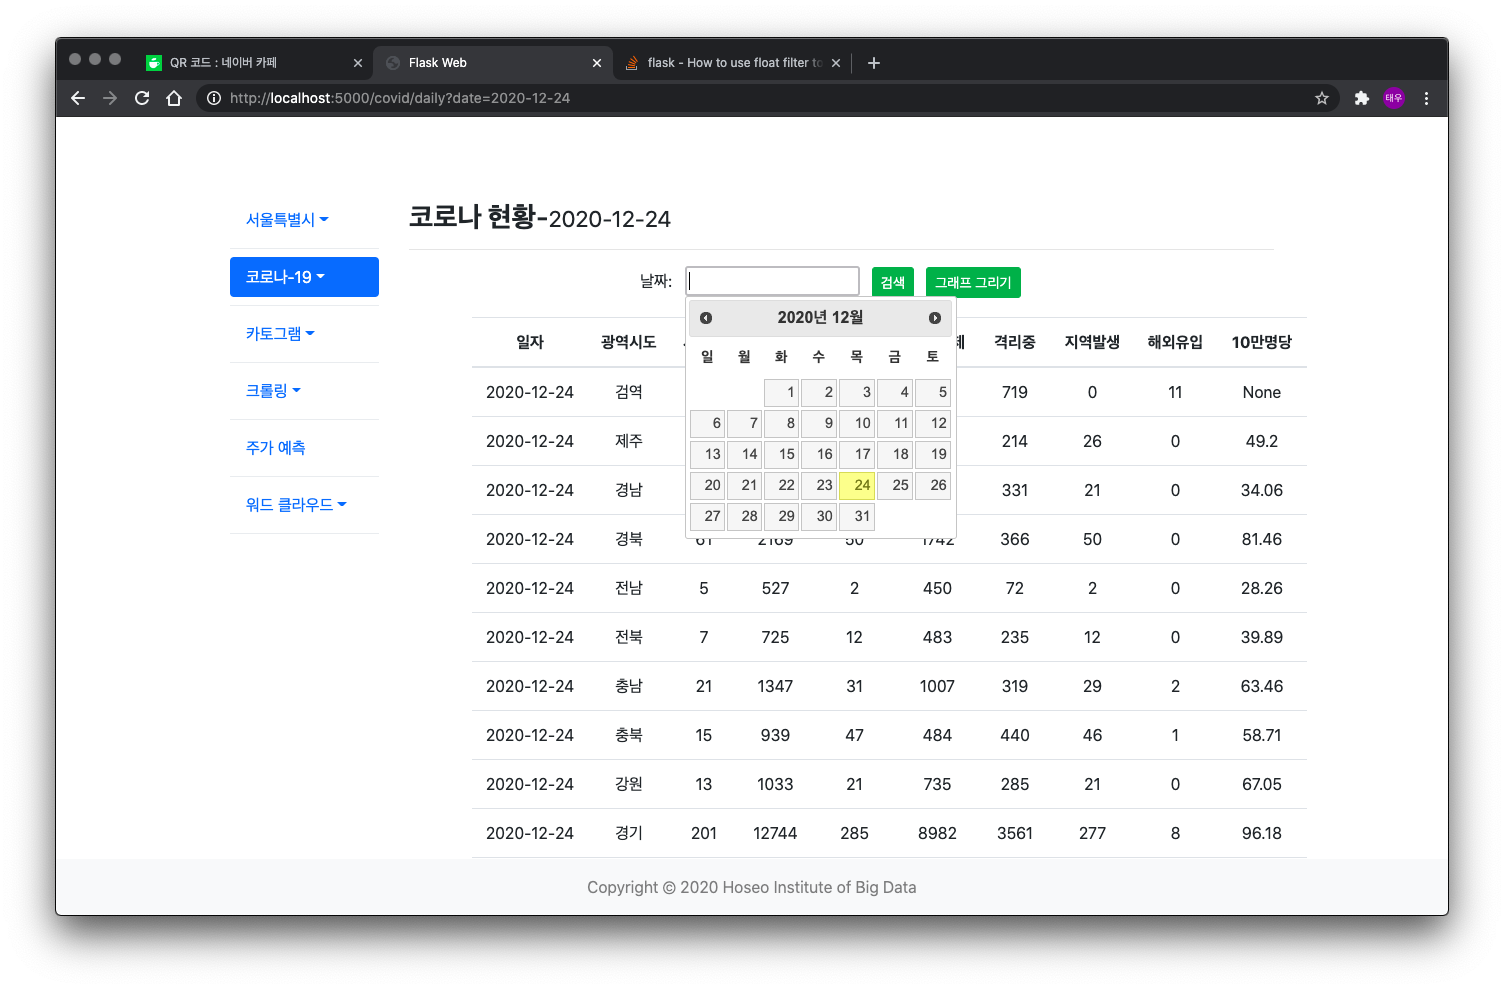 QR 코드 : 네이버 카페
Flask Web
flask - How to use float filter to
http://localhost:5000/covid/daily?date=2020-12-24
태우
서울특별시
코로나-19
카토그램
크롤링
주가 예측
워드 클라우드
코로나 현황-2020-12-24
날짜:
검색
그래프 그리기
2020년 12월
일 월 화 수 목 금 토
1 2 3 4 5
6 7 8 9 10 11 12
13 14 15 16 17 18 19
20 21 22 23 24 25 26
27 28 29 30 31
일자 광역시도 격리중 지역발생 해외유입 10만명당
2020-12-24 검역 719 0 11 None
2020-12-24 제주 214 26 0 49.2
2020-12-24 경남 331 21 0 34.06
2020-12-24 경북 61 2169 50 1742 366 50 0 81.46
2020-12-24 전남 5 527 2 450 72 2 0 28.26
2020-12-24 전북 7 725 12 483 235 12 0 39.89
2020-12-24 충남 21 1347 31 1007 319 29 2 63.46
2020-12-24 충북 15 939 47 484 440 46 1 58.71
2020-12-24 강원 13 1033 21 735 285 21 0 67.05
2020-12-24 경기 201 12744 285 8982 3561 277 8 96.18
Copyright © 2020 Hoseo Institute of Big Data